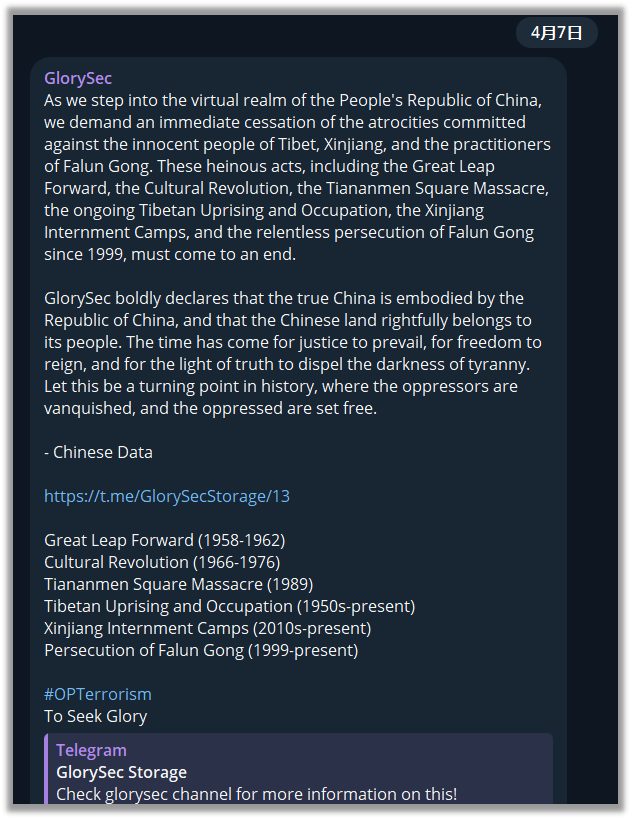 4月7日
GlorySec
As we step into the virtual realm of the People's Republic of China,
we demand an immediate cessation of the atrocities committed
against the innocent people of Tibet, Xinjiang, and the practitioners
of Falun Gong. These heinous acts, including the Great Leap
Forward, the Cultural Revolution, the Tiananmen Square Massacre,
the ongoing Tibetan Uprising and Occupation, the Xinjiang
Internment Camps, and the relentless persecution of Falun Gong
since 1999, must come to an end.
GlorySec boldly declares that the true China is embodied by the
Republic of China, and that the Chinese land rightfully belongs to
its people. The time has come for justice to prevail, for freedom to
reign, and for the light of truth to dispel the darkness of tyranny.
Let this be a turning point in history, where the oppressors are
vanquished, and the oppressed are set free.
- Chinese Data
https://t.me/GlorySecStorage/13
Great Leap Forward (1958-1962)
Cultural Revolution (1966-1976)
Tiananmen Square Massacre (1989)
Tibetan Uprising and Occupation (1950s-present)
Xinjiang Internment Camps (2010s-present)
Persecution of Falun Gong (1999-present)
#OPTerrorism
To Seek Glory
Telegram
GlorySec Storage
Check glorysec channel for more information on this!